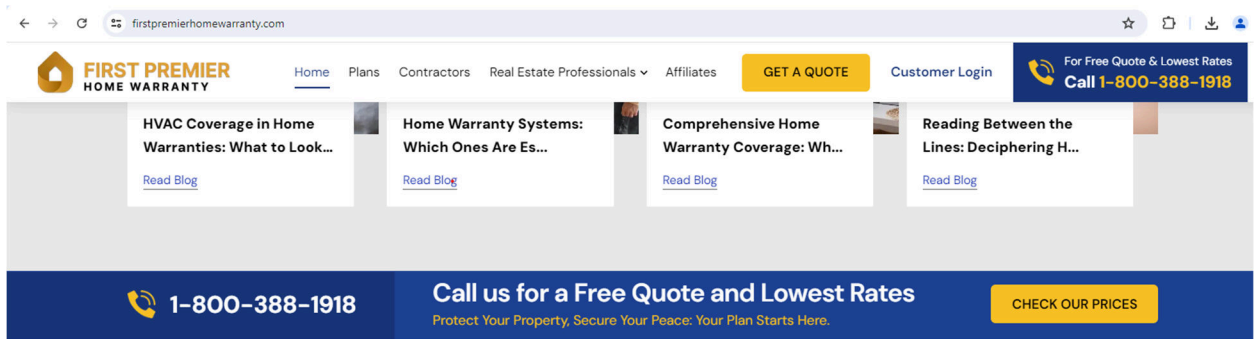 firstpremierhomewarranty.com
FIRST PREMIER
HOME WARRANTY
Home
Plans
Contractors
Real Estate Professionals
Affiliates
GET A QUOTE
Customer Login
For Free Quote & Lowest Rates
Call 1-800-388-1918
HVAC Coverage in Home
Warranties: What to Look...
Read Blog
Home Warranty Systems:
Which Ones Are Es...
Read Blog
Comprehensive Home
Warranty Coverage: Wh...
Read Blog
Reading Between the
Lines: Deciphering H...
Read Blog
1-800-388-1918
Call us for a Free Quote and Lowest Rates
Protect Your Property, Secure Your Peace: Your Plan Starts Here.
CHECK OUR PRICES